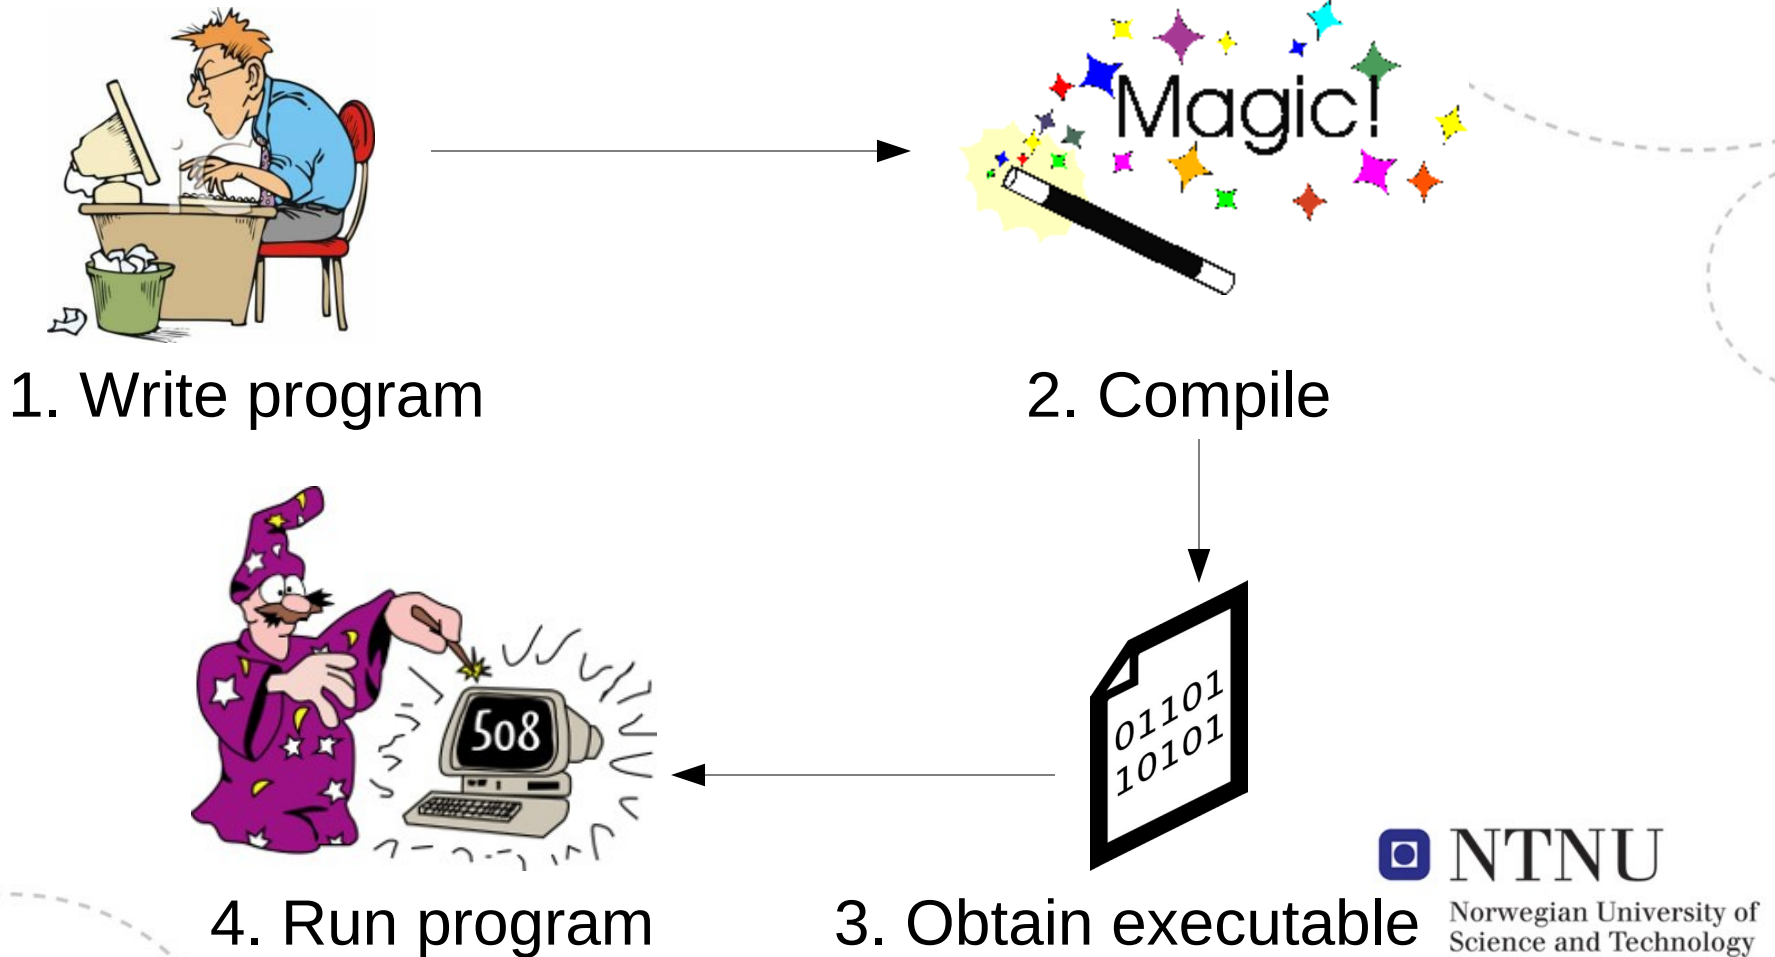 Magic!
1. Write program
2. Compile
508
01101
10101
4. Run program
3. Obtain executable
NTNU
Norwegian University of
Science and Technology